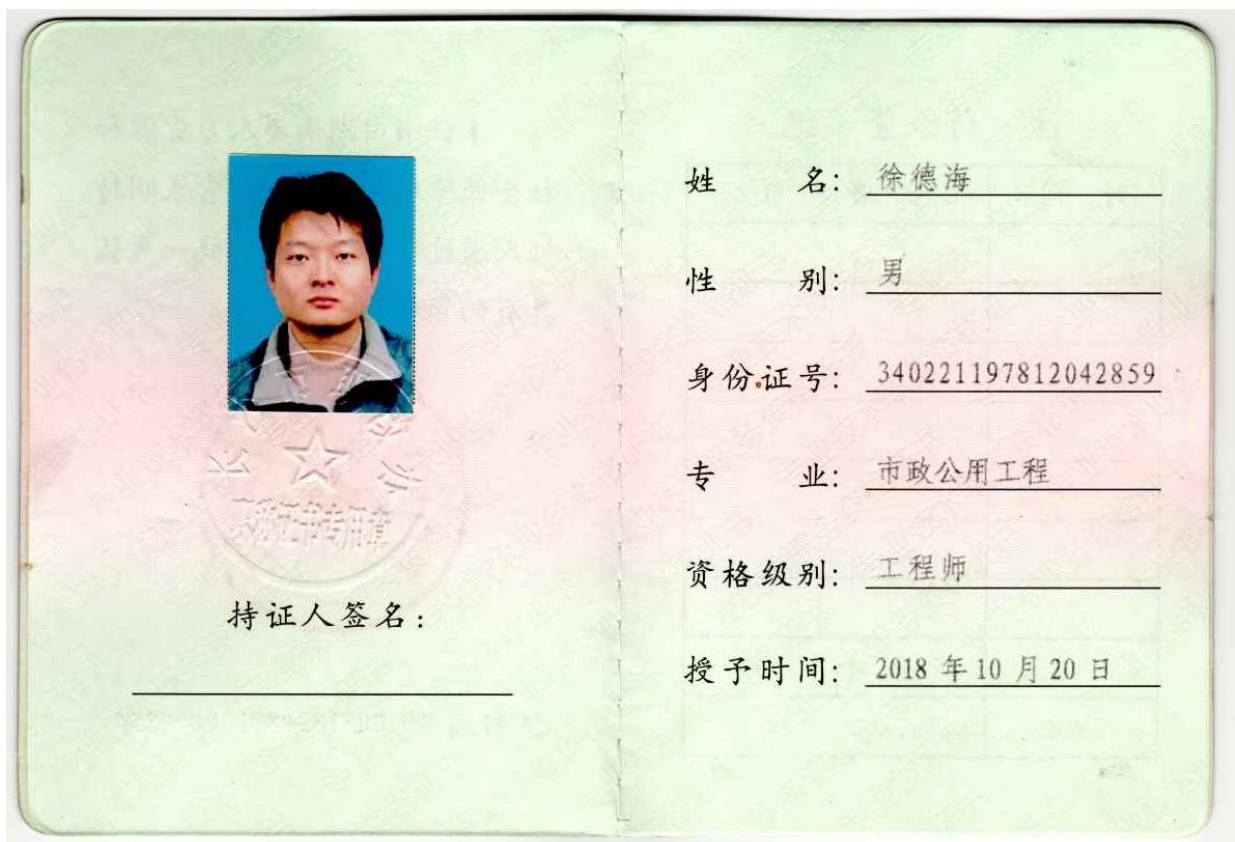 持证人签名：
姓 名： 徐德海
性 别： 男
身份证号： 340221197812042859
专 业： 市政公用工程
资格级别： 工程师
授予时间： 2018 年 10 月 20 日